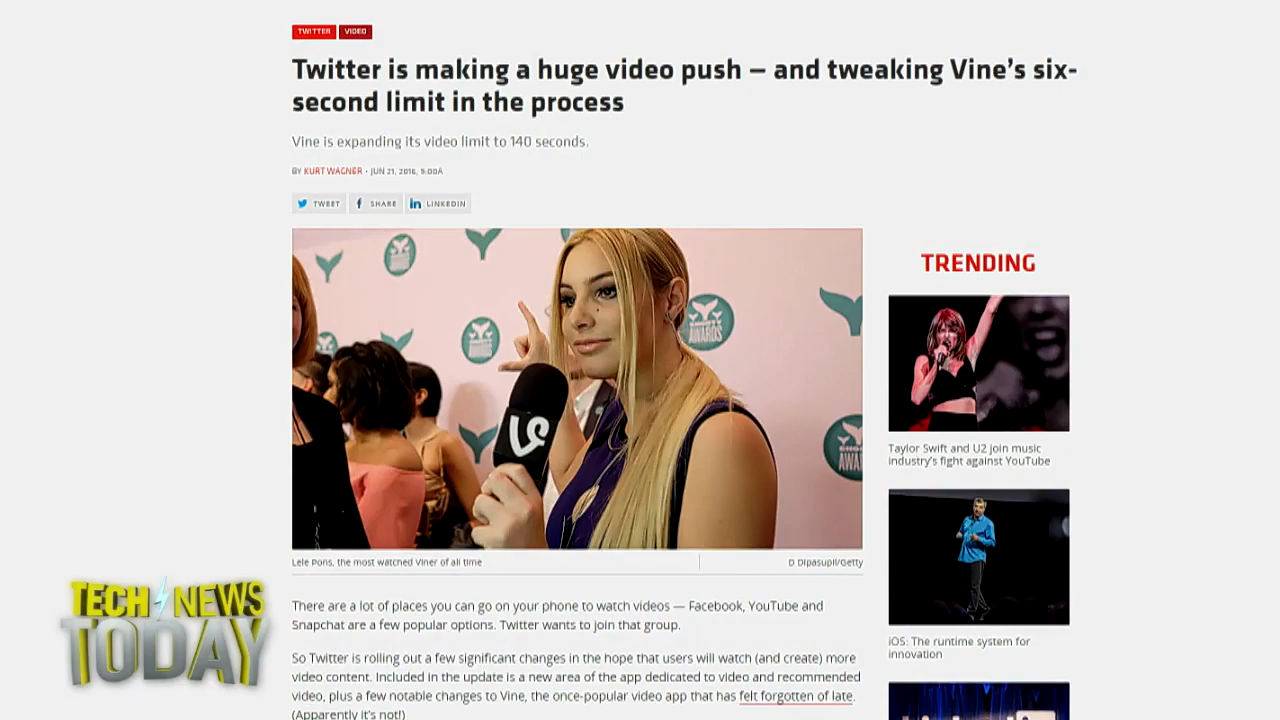 TWITTER VIDEO
Twitter is making a huge video push – and tweaking Vine's six-
second limit in the process
Vine is expanding its video limit to 140 seconds.
BY KURT WAGNER • JUN 21, 2016, 9:00A
TWEET SHARE LINKEDIN
TRENDING
SHORTY AWARDS
Taylor Swift and U2 join music
industry's fight against YouTube
Lele Pons, the most watched Viner of all time
D Dipasupil/Getty
TECH NEWS
TODAY
There are a lot of places you can go on your phone to watch videos — Facebook, YouTube and
Snapchat are a few popular options. Twitter wants to join that group.
iOS: The runtime system for
innovation
So Twitter is rolling out a few significant changes in the hope that users will watch (and create) more
video content. Included in the update is a new area of the app dedicated to video and recommended
video, plus a few notable changes to Vine, the once-popular video app that has felt forgotten of late.
(Apparently it's not!)